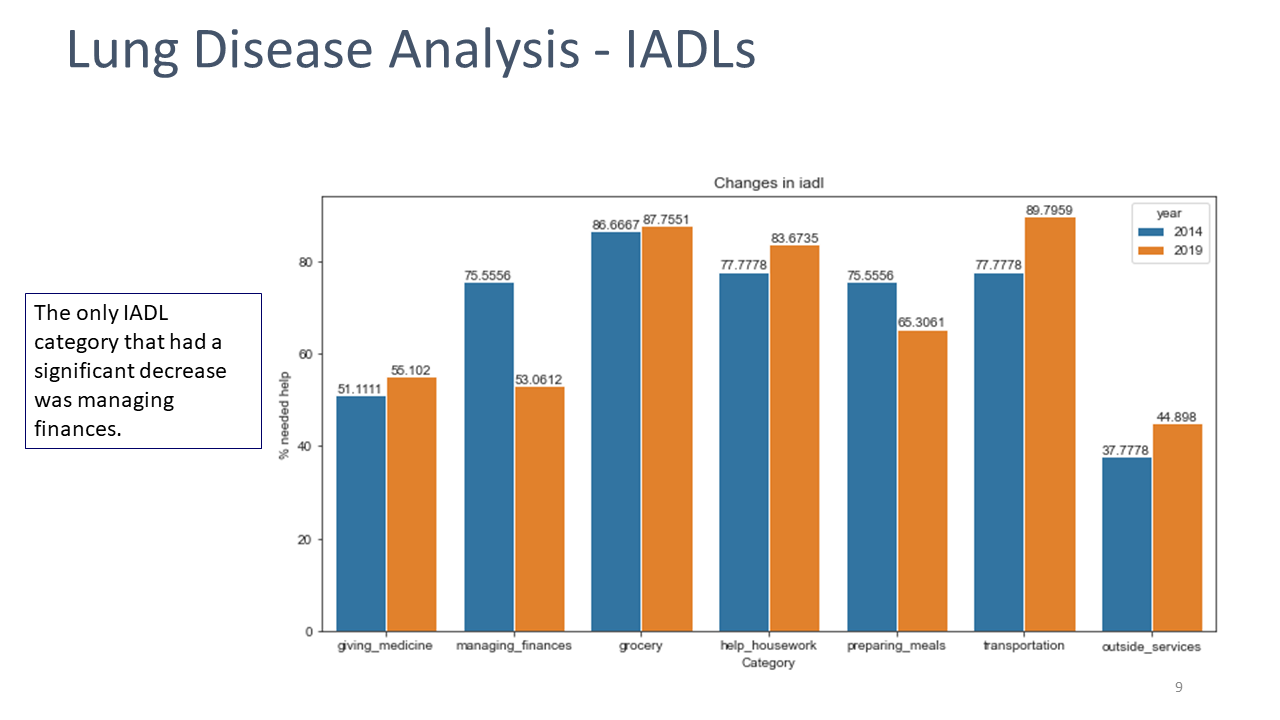 Lung Disease Analysis - IADLs
The only IADL
category that had a
significant decrease
was managing
finances.
Changes in iadl
year
2014
2019
% needed help
80
60
40
20
0
51.1111
55.102
75.5556
53.0612
86.6667
87.7551
77.7778
83.6735
75.5556
65.3061
77.7778
89.7959
37.7778
44.898
giving_medicine
managing_finances
grocery
help_housework
preparing_meals
transportation
outside_services
Category
9